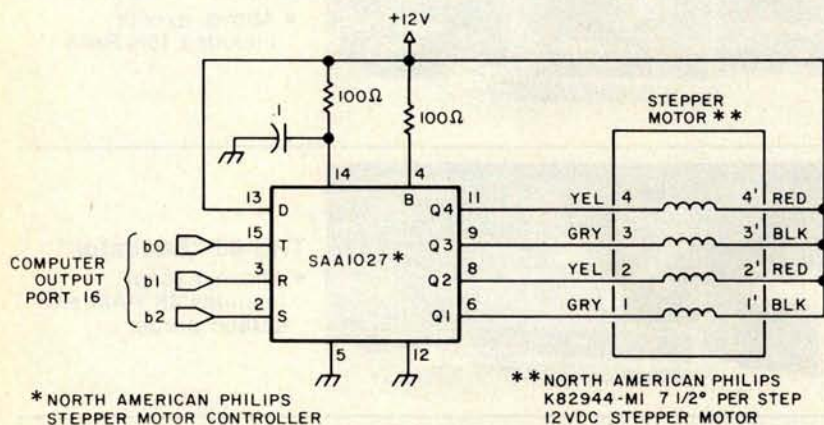 +12V
100Ω
.1
100Ω
STEPPER
MOTOR **
14
4
B
13
D
Q4
11
YEL
4
4'
RED
b0
15
T
Q3
9
GRY
3
3'
BLK
COMPUTER
OUTPUT
PORT 16
b1
3
R
SAA1027 *
Q2
8
YEL
2
2'
RED
b2
2
S
Q1
6
GRY
1
1'
BLK
5
12
* NORTH AMERICAN PHILIPS
STEPPER MOTOR CONTROLLER
** NORTH AMERICAN PHILIPS
K82944-M1 7 1/2° PER STEP
12VDC STEPPER MOTOR